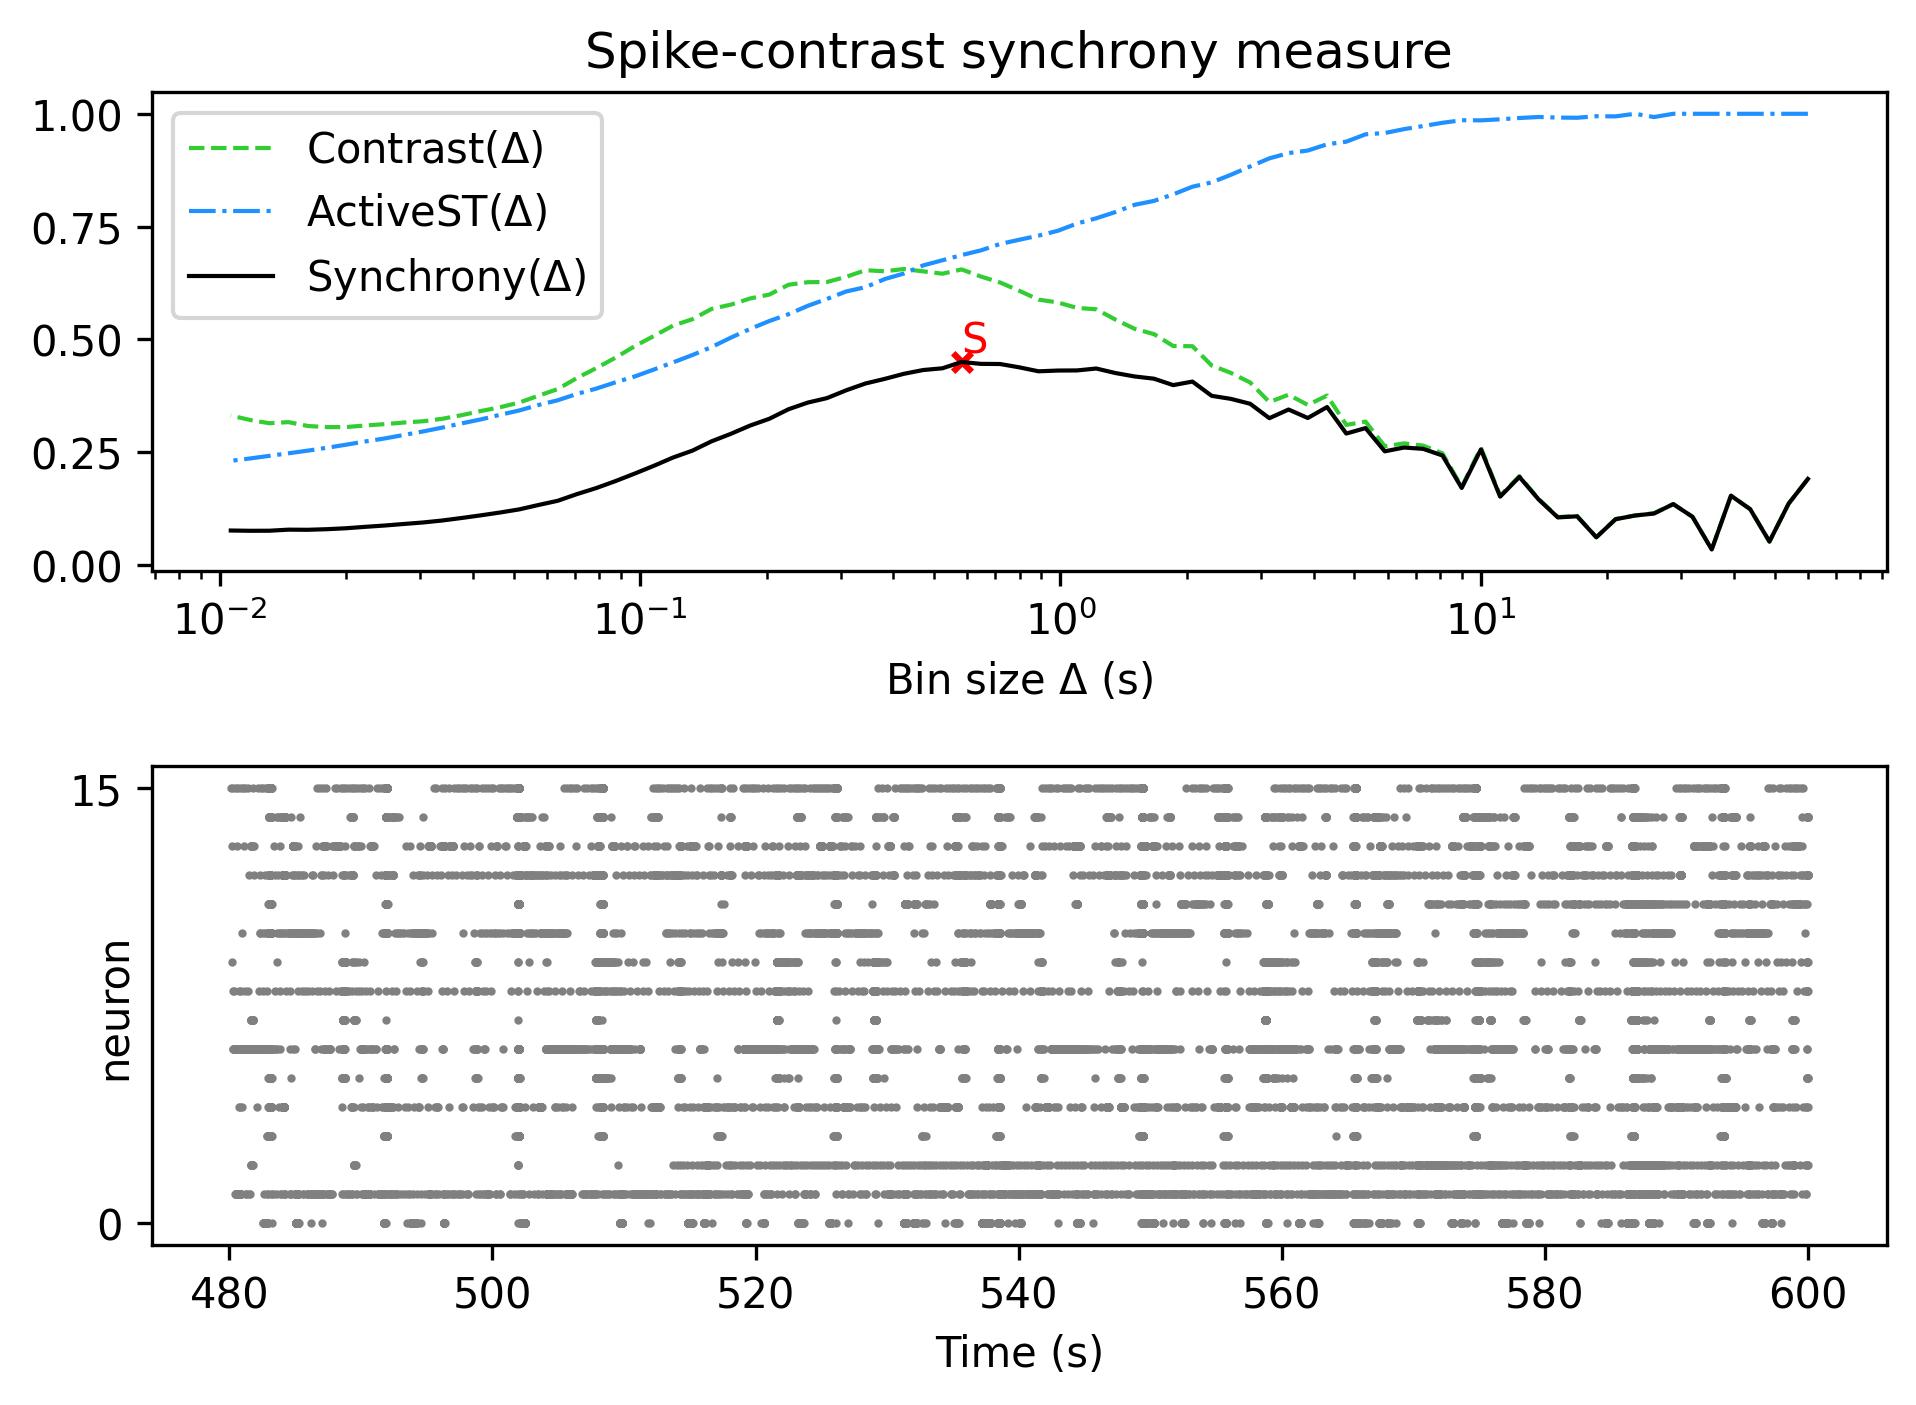 Spike-contrast synchrony measure
1.00
0.75
0.50
0.25
0.00
Contrast(Δ)
ActiveST(Δ)
Synchrony(Δ)
S
10⁻² 10⁻¹ 10⁰ 10¹
Bin size Δ (s)
15
0
neuron
480 500 520 540 560 580 600
Time (s)